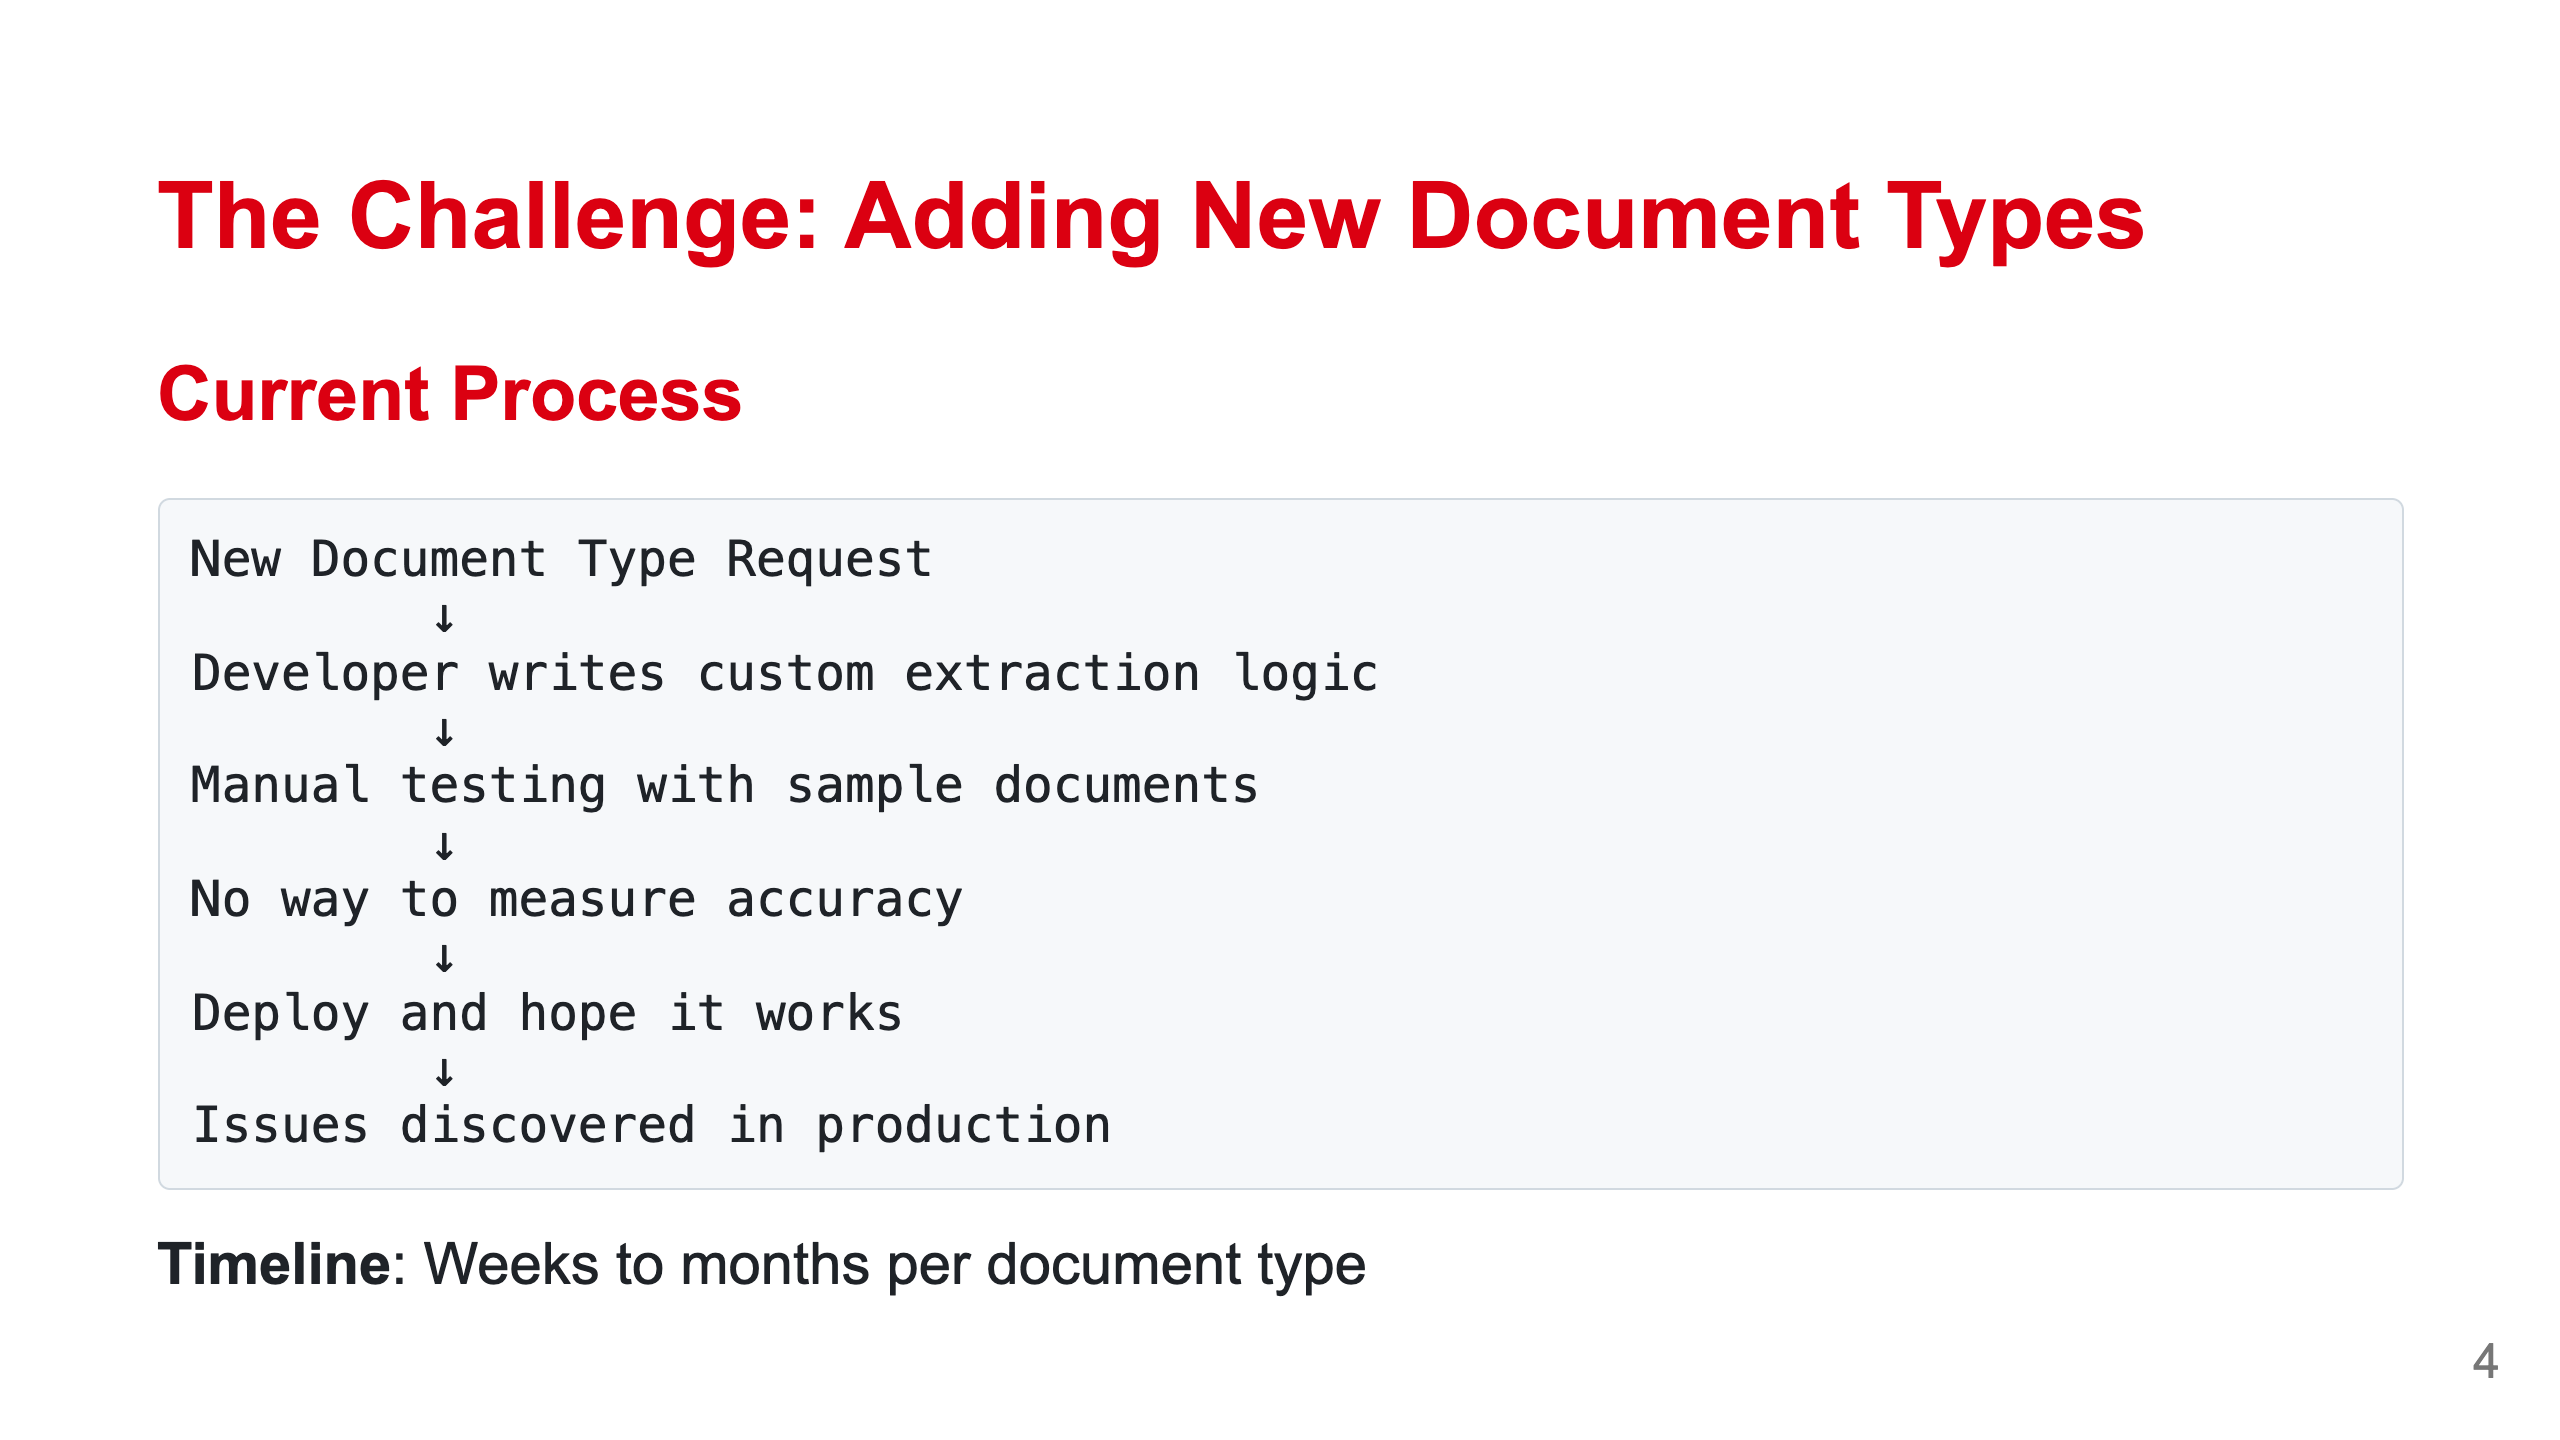 The Challenge: Adding New Document Types
Current Process
New Document Type Request
↓
Developer writes custom extraction logic
↓
Manual testing with sample documents
↓
No way to measure accuracy
↓
Deploy and hope it works
↓
Issues discovered in production
Timeline: Weeks to months per document type
4